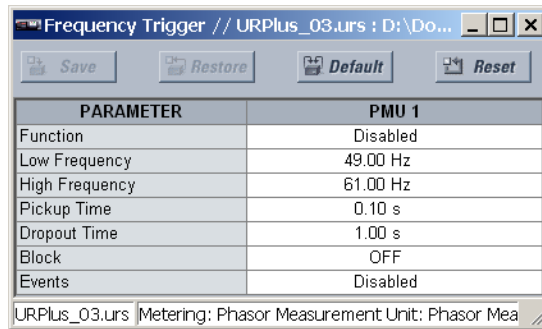 Frequency Trigger // URPlus_03.urs : D:\Do...
Save Restore Default Reset
PARAMETER PMU 1
Function Disabled
Low Frequency 49.00 Hz
High Frequency 61.00 Hz
Pickup Time 0.10 s
Dropout Time 1.00 s
Block OFF
Events Disabled
URPlus_03.urs Metering: Phasor Measurement Unit: Phasor Mea